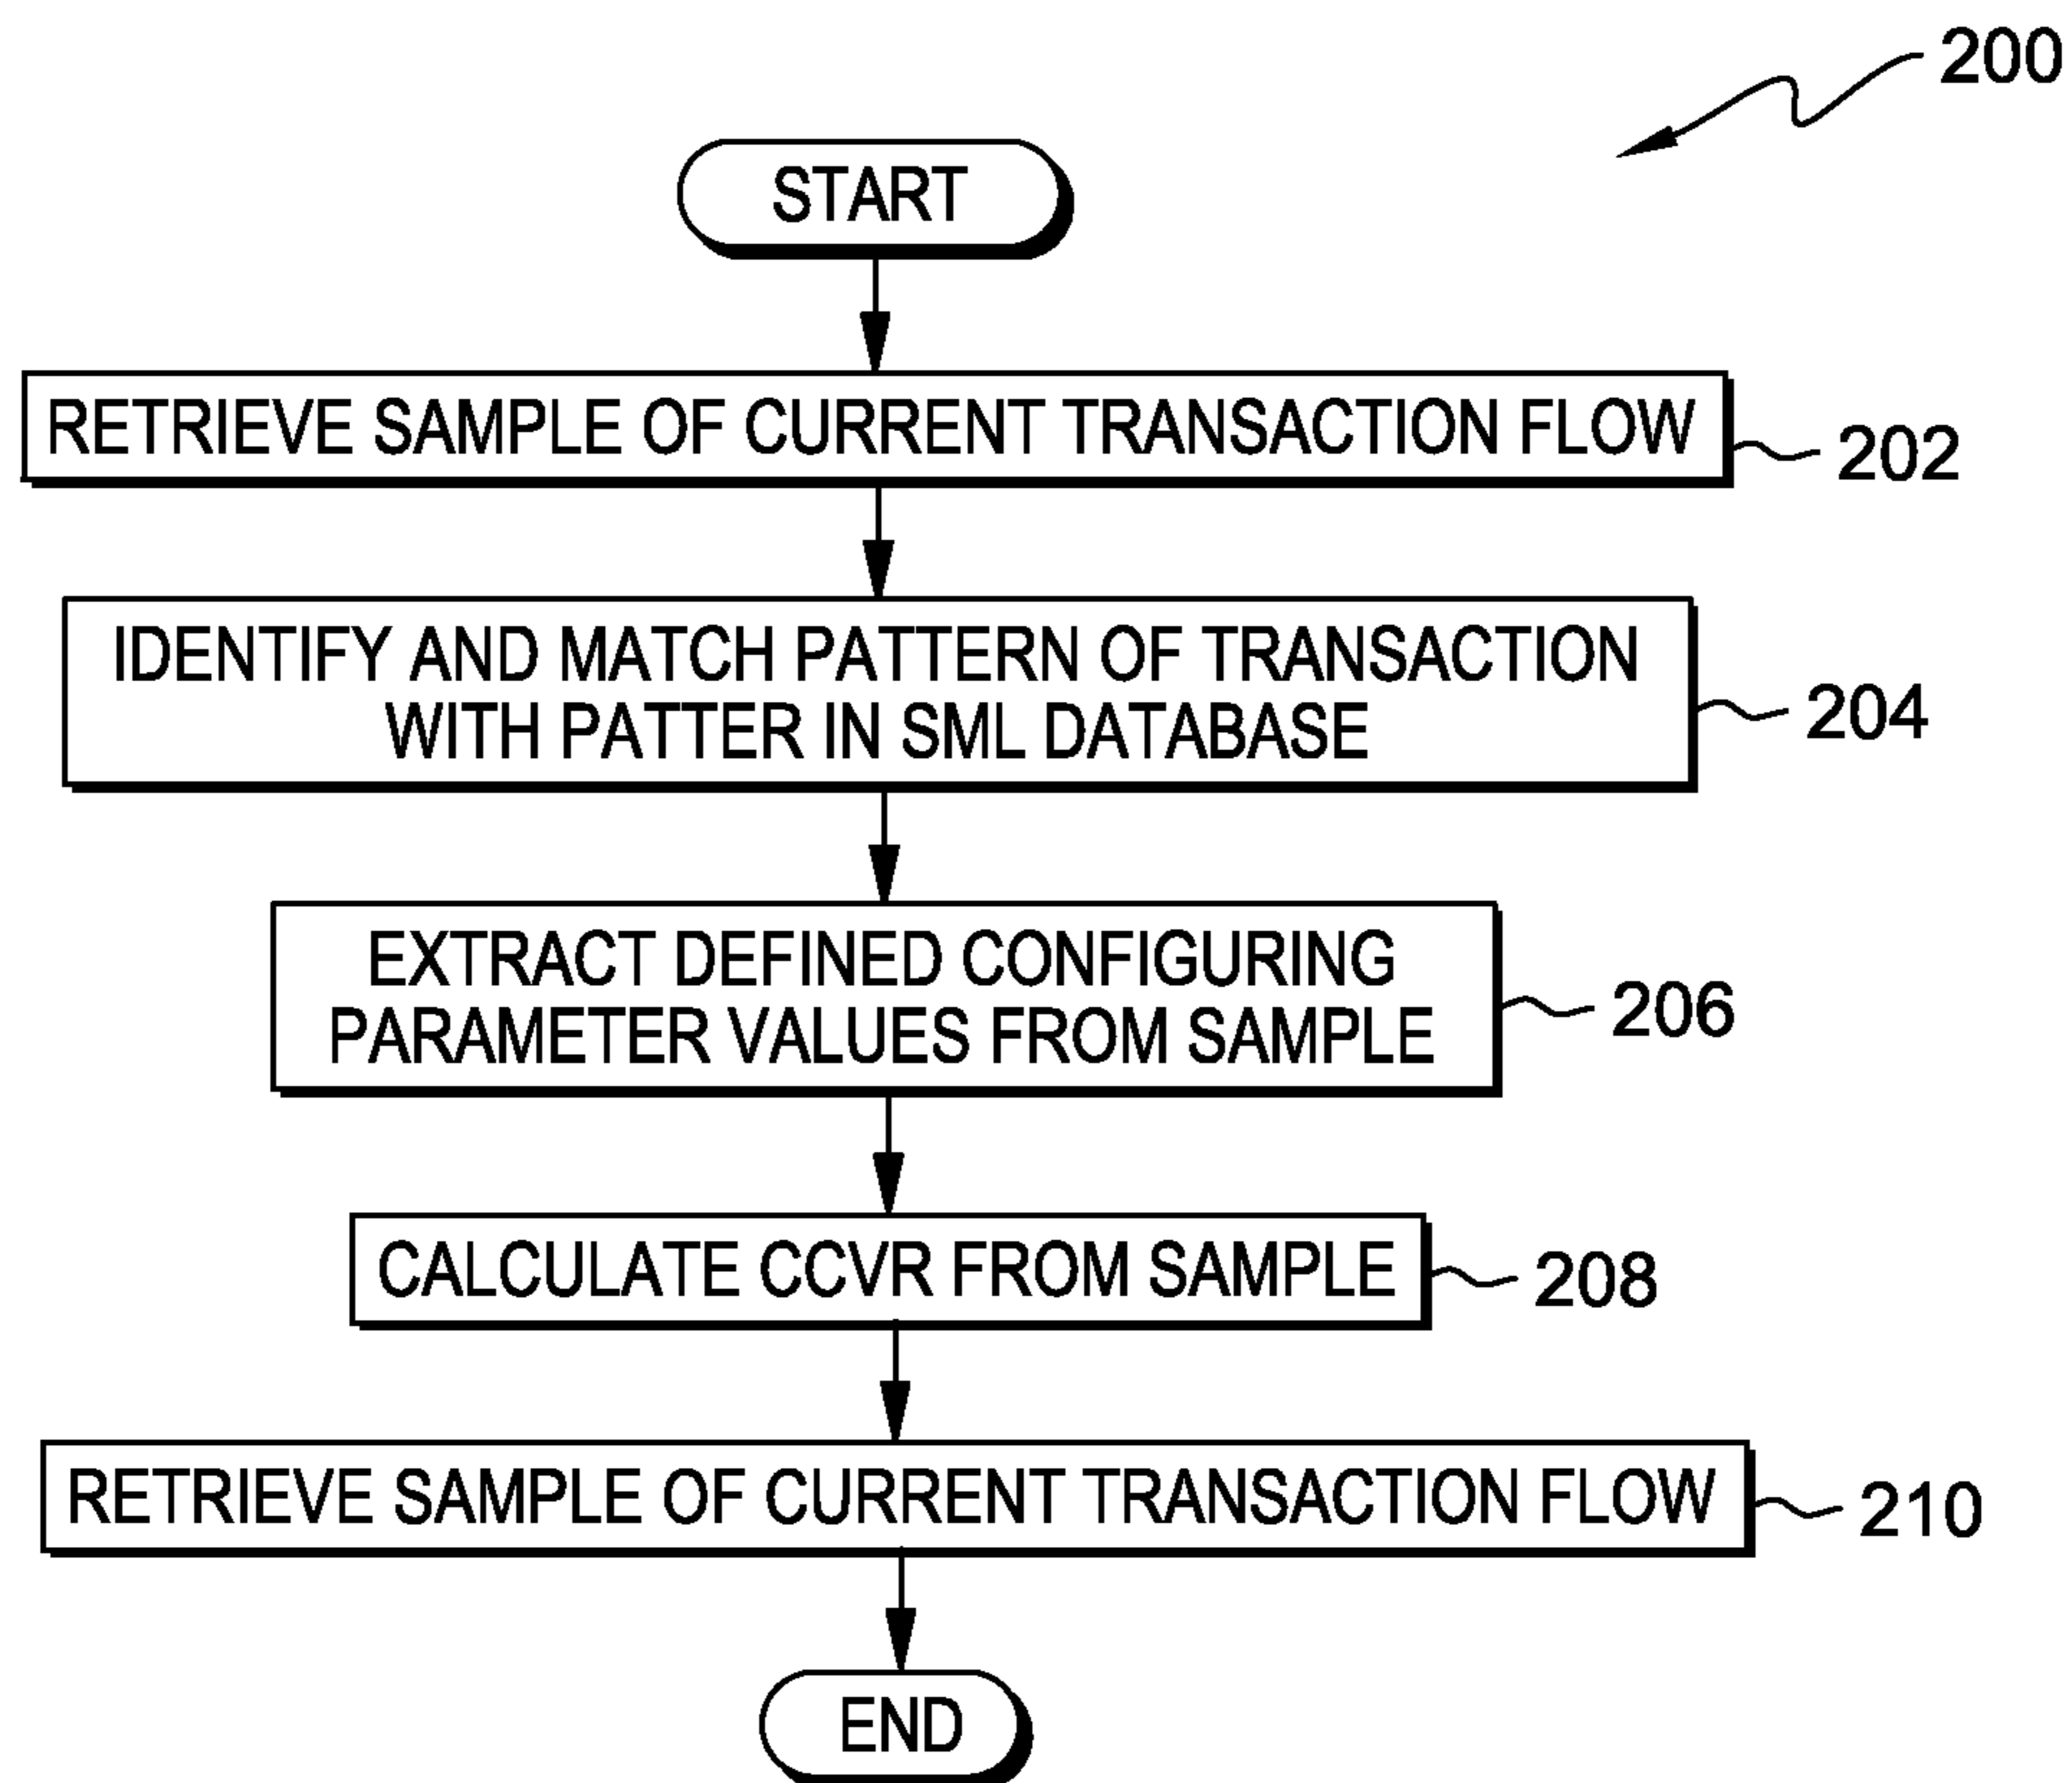 200
START
RETRIEVE SAMPLE OF CURRENT TRANSACTION FLOW
202
IDENTIFY AND MATCH PATTERN OF TRANSACTION
WITH PATTER IN SML DATABASE
204
EXTRACT DEFINED CONFIGURING
PARAMETER VALUES FROM SAMPLE
206
CALCULATE CCVR FROM SAMPLE
208
RETRIEVE SAMPLE OF CURRENT TRANSACTION FLOW
210
END